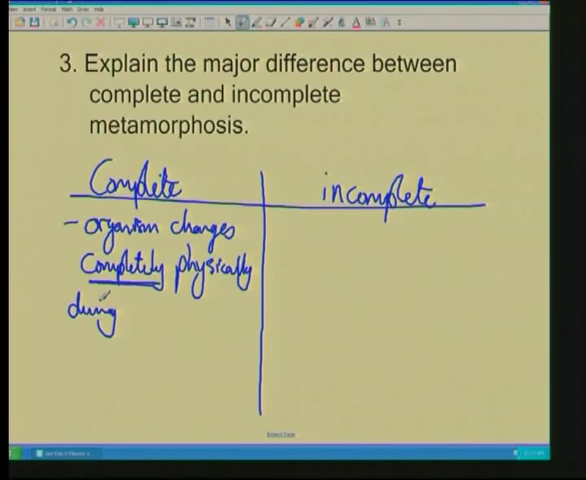 3. Explain the major difference between
complete and incomplete
metamorphosis.
Complete
incomplete
- organism changes
completely physically
during